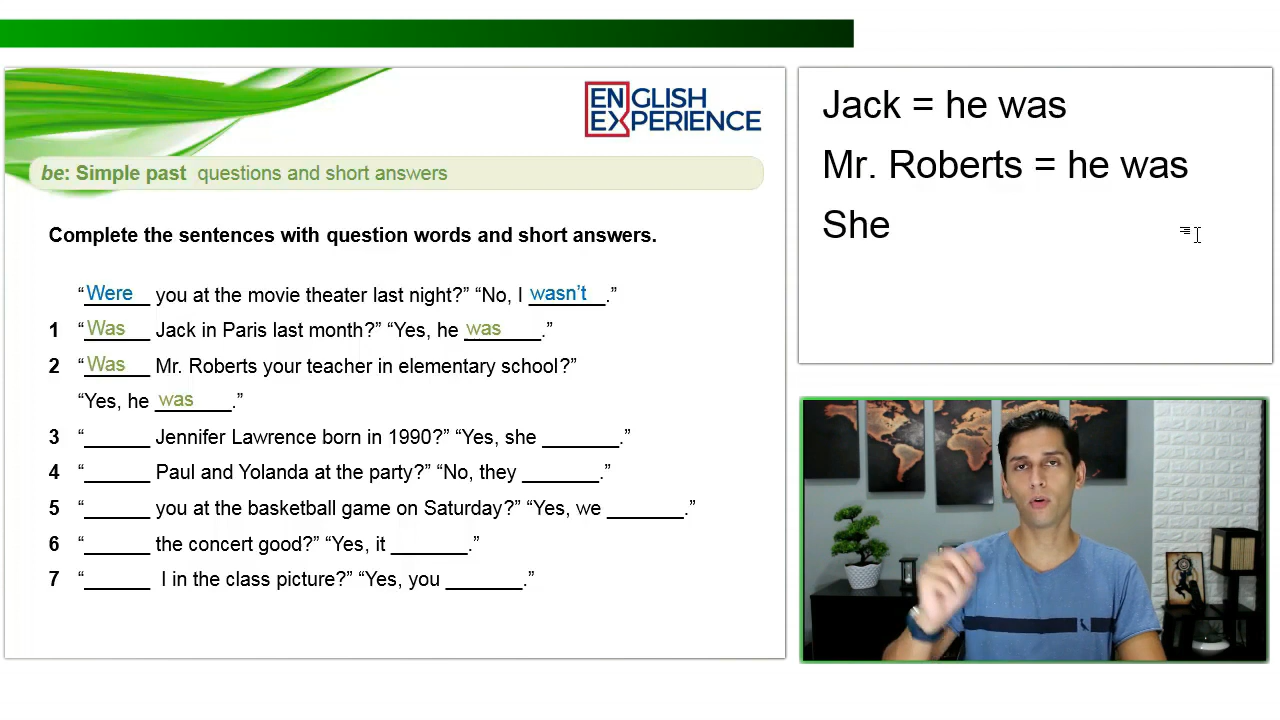 ENGLISH
EXPERIENCE
be: Simple past questions and short answers
Complete the sentences with question words and short answers.
“Were you at the movie theater last night?” “No, I wasn’t.”
1 “Was Jack in Paris last month?” “Yes, he was.”
2 “Was Mr. Roberts your teacher in elementary school?”
“Yes, he was.”
3 “______ Jennifer Lawrence born in 1990?” “Yes, she _______.”
4 “______ Paul and Yolanda at the party?” “No, they _______.”
5 “______ you at the basketball game on Saturday?” “Yes, we _______.”
6 “______ the concert good?” “Yes, it _______.”
7 “______ I in the class picture?” “Yes, you _______.”
Jack = he was
Mr. Roberts = he was
She